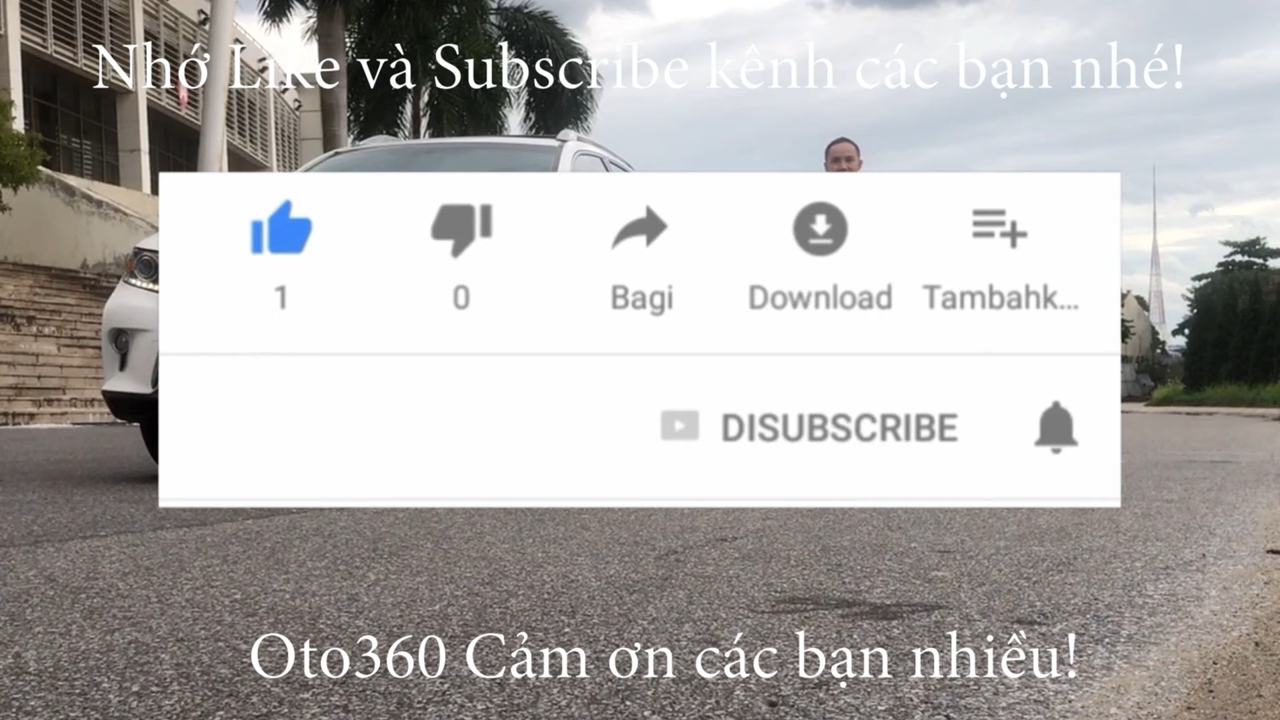 Nhớ Like và Subscribe kênh các bạn nhé!
1 0 Bagi Download Tambahk...
DISUBSCRIBE
Oto360 Cảm ơn các bạn nhiều!